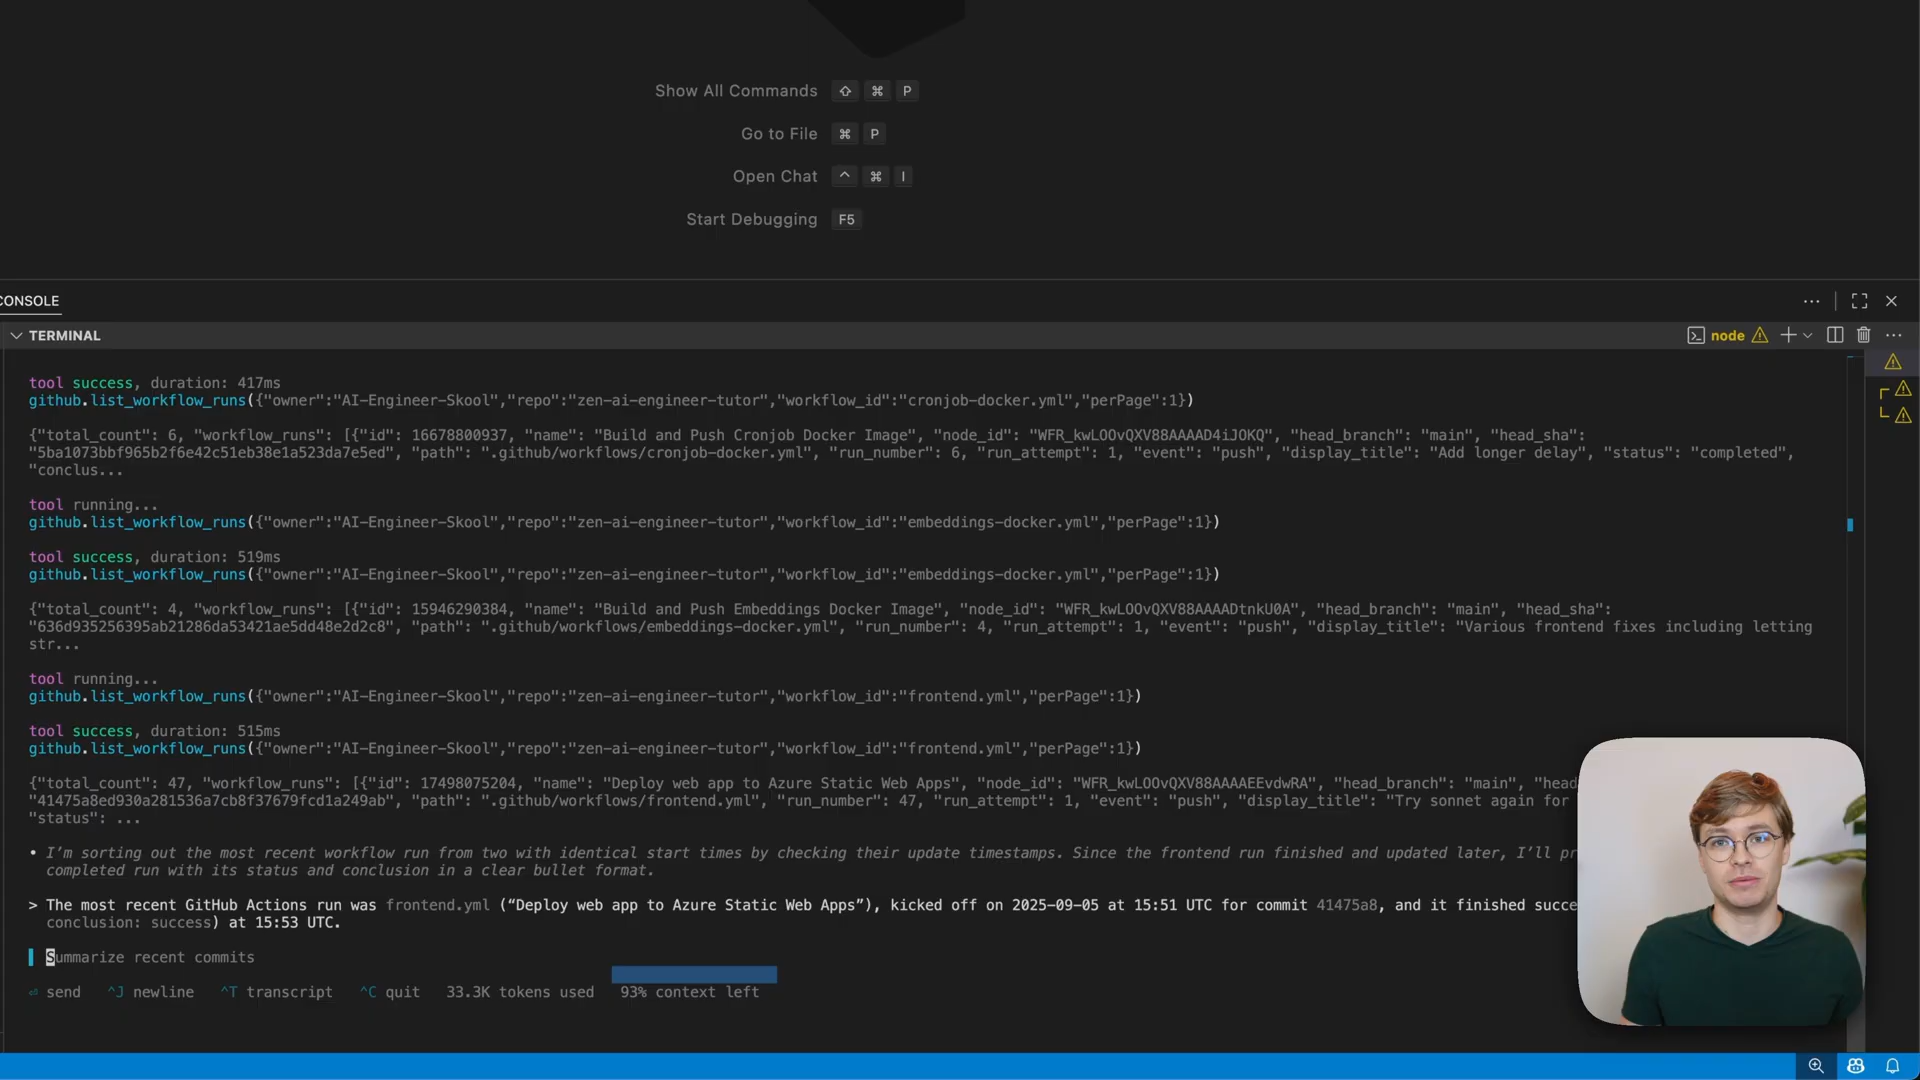 Show All Commands ⇧ ⌘ P
Go to File ⌘ P
Open Chat ^ ⌘ I
Start Debugging F5
CONSOLE
TERMINAL
node
tool success, duration: 417ms
github.list_workflow_runs({"owner":"AI-Engineer-Skool","repo":"zen-ai-engineer-tutor","workflow_id":"cronjob-docker.yml","perPage":1})
{"total_count": 6, "workflow_runs": [{"id": 16678800937, "name": "Build and Push Cronjob Docker Image", "node_id": "WFR_kwLOOvQXV88AAAAD4iJOKQ", "head_branch": "main", "head_sha":
"5ba1073bbf965b2f6e42c51eb38e1a523da7e5ed", "path": ".github/workflows/cronjob-docker.yml", "run_number": 6, "run_attempt": 1, "event": "push", "display_title": "Add longer delay", "status": "completed",
"conclus...
tool running...
github.list_workflow_runs({"owner":"AI-Engineer-Skool","repo":"zen-ai-engineer-tutor","workflow_id":"embeddings-docker.yml","perPage":1})
tool success, duration: 519ms
github.list_workflow_runs({"owner":"AI-Engineer-Skool","repo":"zen-ai-engineer-tutor","workflow_id":"embeddings-docker.yml","perPage":1})
{"total_count": 4, "workflow_runs": [{"id": 15946290384, "name": "Build and Push Embeddings Docker Image", "node_id": "WFR_kwLOOvQXV88AAAADtnkU0A", "head_branch": "main", "head_sha":
"636d935256395ab21286da53421ae5dd48e2d2c8", "path": ".github/workflows/embeddings-docker.yml", "run_number": 4, "run_attempt": 1, "event": "push", "display_title": "Various frontend fixes including letting
str...
tool running...
github.list_workflow_runs({"owner":"AI-Engineer-Skool","repo":"zen-ai-engineer-tutor","workflow_id":"frontend.yml","perPage":1})
tool success, duration: 515ms
github.list_workflow_runs({"owner":"AI-Engineer-Skool","repo":"zen-ai-engineer-tutor","workflow_id":"frontend.yml","perPage":1})
{"total_count": 47, "workflow_runs": [{"id": 17498075204, "name": "Deploy web app to Azure Static Web Apps", "node_id": "WFR_kwLOOvQXV88AAAAEEvdwRA", "head_branch": "main", "head
"41475a8ed930a281536a7cb8f37679fcd1a249ab", "path": ".github/workflows/frontend.yml", "run_number": 47, "run_attempt": 1, "event": "push", "display_title": "Try sonnet again for
"status": ...
• I'm sorting out the most recent workflow run from two with identical start times by checking their update timestamps. Since the frontend run finished and updated later, I'll pr
completed run with its status and conclusion in a clear bullet format.
> The most recent GitHub Actions run was frontend.yml (“Deploy web app to Azure Static Web Apps”), kicked off on 2025-09-05 at 15:51 UTC for commit 41475a8, and it finished succe
conclusion: success) at 15:53 UTC.
Summarize recent commits
⏎ send ^J newline ^T transcript ^C quit 33.3K tokens used 93% context left